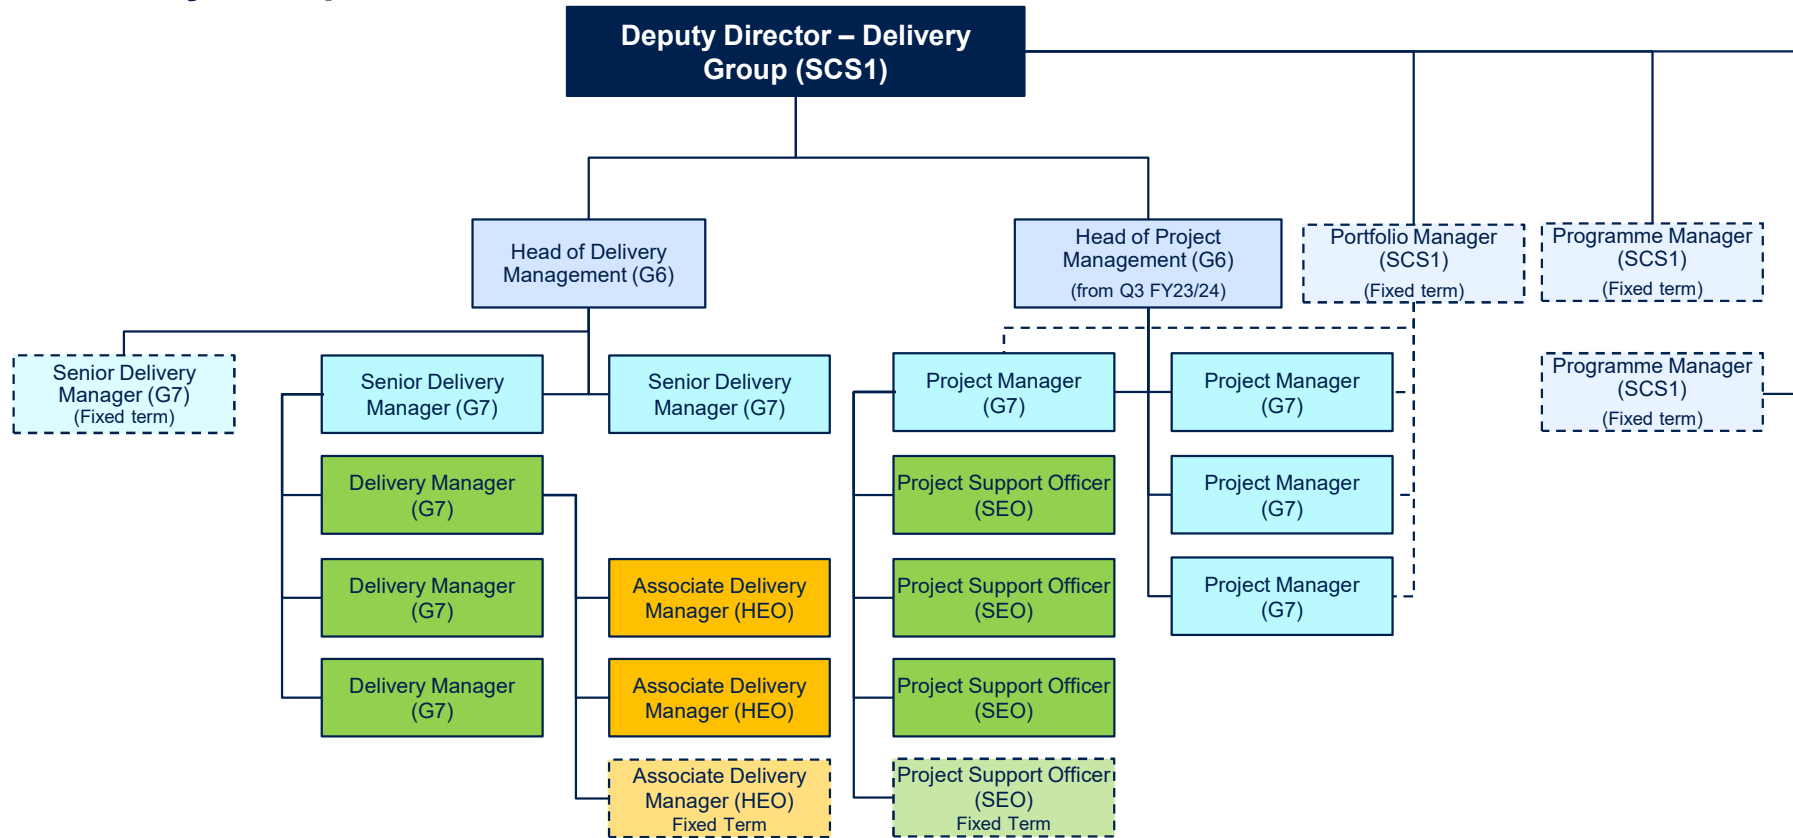 Deputy Director – Delivery
Group (SCS1)
Head of Delivery
Management (G6)
Head of Project
Management (G6)
(from Q3 FY23/24)
Portfolio Manager
(SCS1)
(Fixed term)
Programme Manager
(SCS1)
(Fixed term)
Senior Delivery
Manager (G7)
(Fixed term)
Senior Delivery
Manager (G7)
Senior Delivery
Manager (G7)
Project Manager
(G7)
Project Manager
(G7)
Programme Manager
(SCS1)
(Fixed term)
Delivery Manager
(G7)
Project Support Officer
(SEO)
Project Manager
(G7)
Delivery Manager
(G7)
Associate Delivery
Manager (HEO)
Project Support Officer
(SEO)
Project Manager
(G7)
Delivery Manager
(G7)
Associate Delivery
Manager (HEO)
Project Support Officer
(SEO)
Associate Delivery
Manager (HEO)
Fixed Term
Project Support Officer
(SEO)
Fixed Term